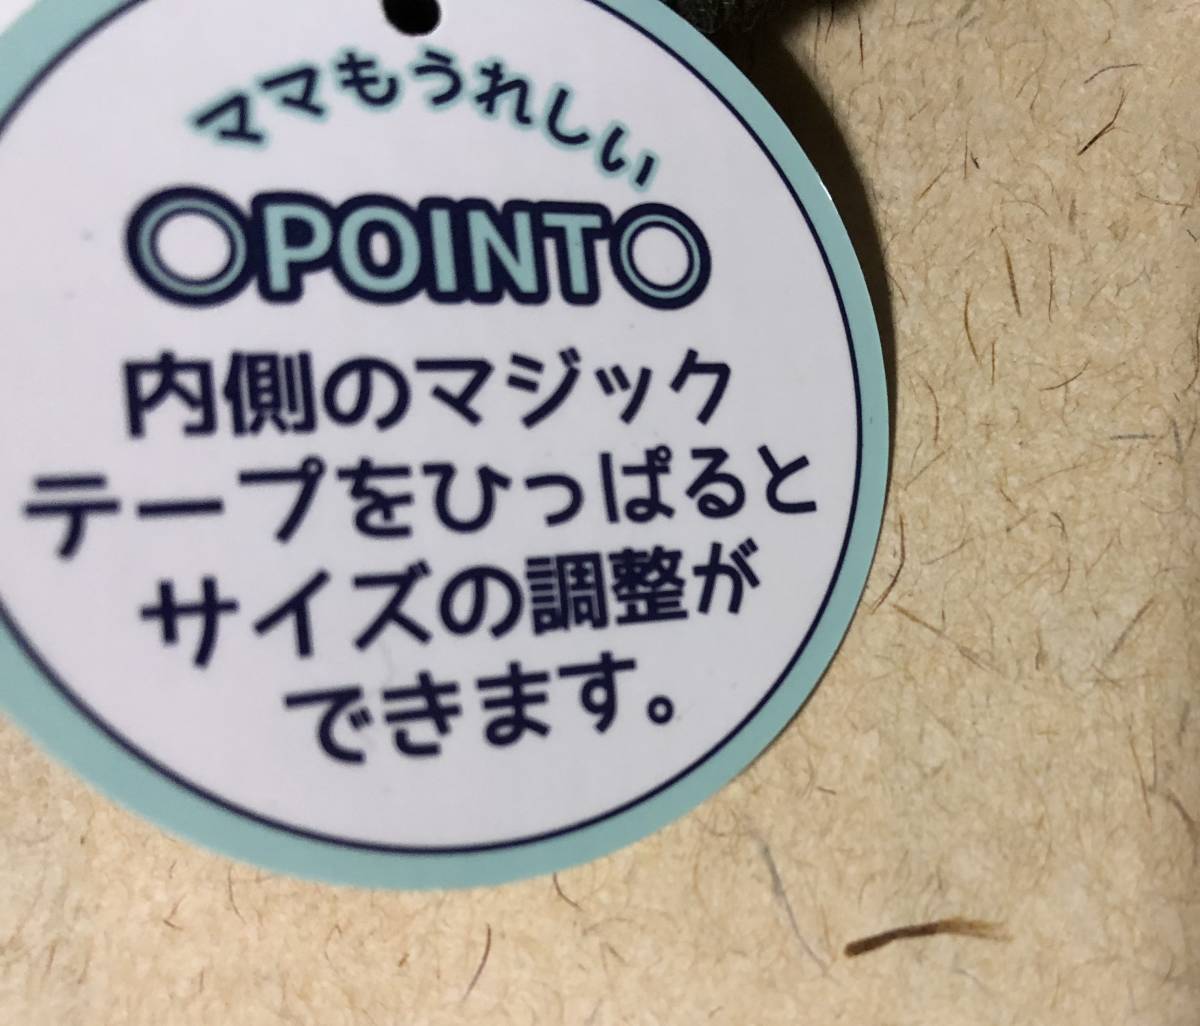 ママもうれしい
○POINT○
内側のマジック
テープをひっぱると
サイズの調整が
できます。